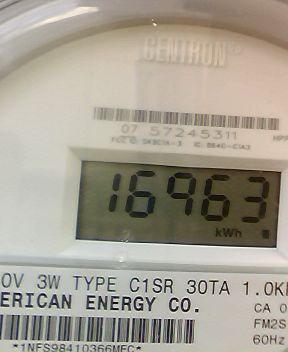 CENTRON
07 57245311
16963
kWh
0V 3W TYPE C1SR 30TA 1.0K
ERICAN ENERGY CO.
CA 0
FM2S
60Hz
*1NFS98410366MFC*